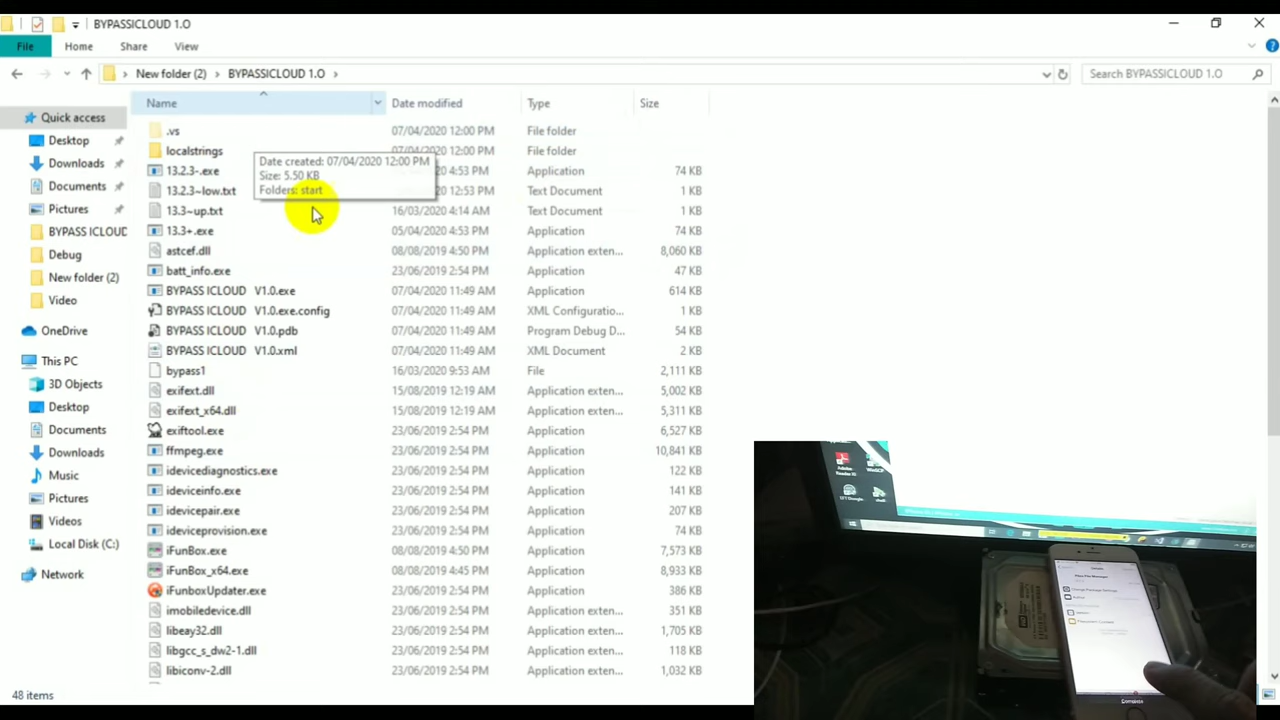 BYPASSICLOUD 1.O
File Home Share View
New folder (2) › BYPASSICLOUD 1.O › Search BYPASSICLOUD 1.O
Name Date modified Type Size
Quick access
Desktop
Downloads
Documents
Pictures
BYPASS ICLOUD
Debug
New folder (2)
Video
OneDrive
This PC
3D Objects
Desktop
Documents
Downloads
Music
Pictures
Videos
Local Disk (C:)
Network
.vs 07/04/2020 12:00 PM File folder
localstrings 07/04/2020 12:00 PM File folder
Date created: 07/04/2020 12:00 PM
Size: 5.50 KB
Folders: start
13.2.3-.exe 4:53 PM Application 74 KB
13.2.3~low.txt 12:53 PM Text Document 1 KB
13.3~up.txt 16/03/2020 4:14 AM Text Document 1 KB
13.3+.exe 05/04/2020 4:53 PM Application 74 KB
astcef.dll 08/08/2019 4:50 PM Application exten... 8,060 KB
batt_info.exe 23/06/2019 2:54 PM Application 47 KB
BYPASS ICLOUD V1.0.exe 07/04/2020 11:49 AM Application 614 KB
BYPASS ICLOUD V1.0.exe.config 07/04/2020 11:49 AM XML Configuratio... 1 KB
BYPASS ICLOUD V1.0.pdb 07/04/2020 11:49 AM Program Debug D... 54 KB
BYPASS ICLOUD V1.0.xml 07/04/2020 11:49 AM XML Document 2 KB
bypass1 16/03/2020 9:53 AM File 2,111 KB
exifext.dll 15/08/2019 12:19 AM Application exten... 5,002 KB
exifext_x64.dll 15/08/2019 12:19 AM Application exten... 5,311 KB
exiftool.exe 23/06/2019 2:54 PM Application 6,527 KB
ffmpeg.exe 23/06/2019 2:54 PM Application 10,841 KB
idevicediagnostics.exe 23/06/2019 2:54 PM Application 122 KB
ideviceinfo.exe 23/06/2019 2:54 PM Application 141 KB
idevicepair.exe 23/06/2019 2:54 PM Application 207 KB
ideviceprovision.exe 23/06/2019 2:54 PM Application 74 KB
iFunBox.exe 08/08/2019 4:50 PM Application 7,573 KB
iFunBox_x64.exe 08/08/2019 4:45 PM Application 8,933 KB
iFunboxUpdater.exe 23/06/2019 2:54 PM Application 386 KB
imobiledevice.dll 23/06/2019 2:54 PM Application exten... 351 KB
libeay32.dll 23/06/2019 2:54 PM Application exten... 1,705 KB
libgcc_s_dw2-1.dll 23/06/2019 2:54 PM Application exten... 118 KB
libiconv-2.dll 23/06/2019 2:54 PM Application exten... 1,032 KB
48 items